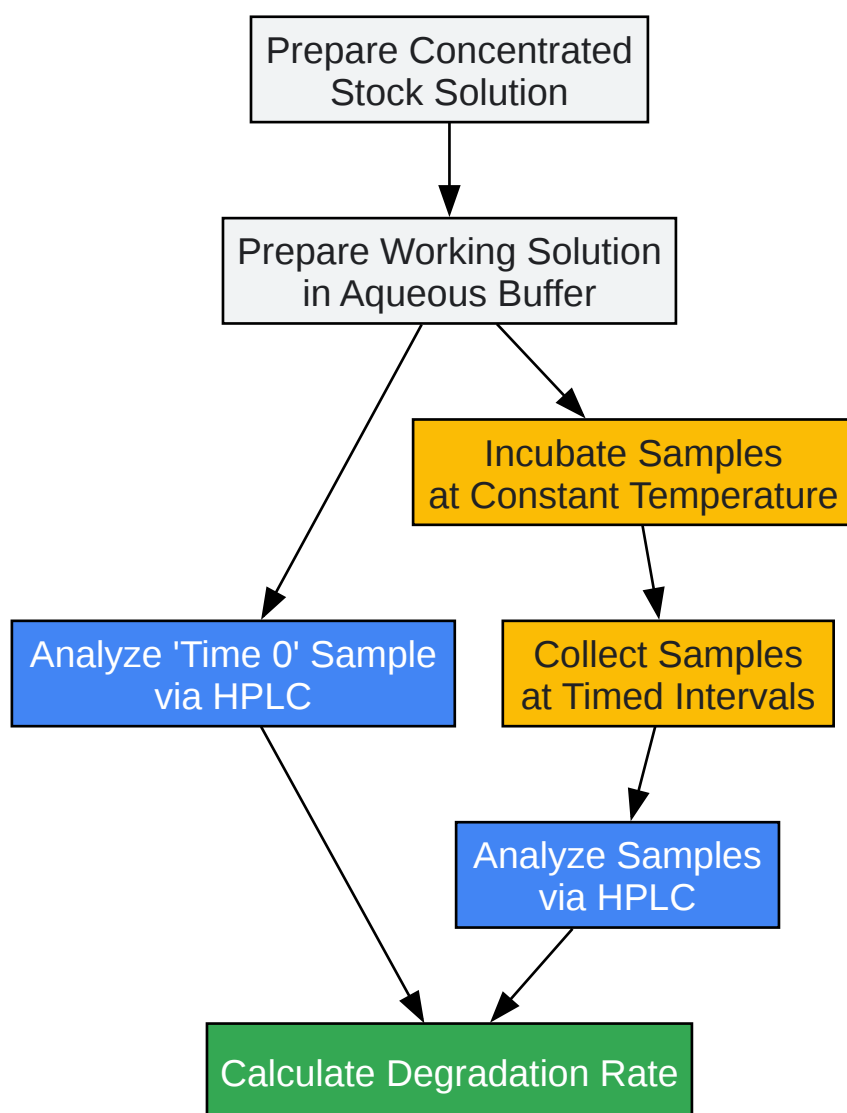 Prepare Concentrated
Stock Solution
Prepare Working Solution
in Aqueous Buffer
Incubate Samples
at Constant Temperature
Analyze 'Time 0' Sample
via HPLC
Collect Samples
at Timed Intervals
Analyze Samples
via HPLC
Calculate Degradation Rate